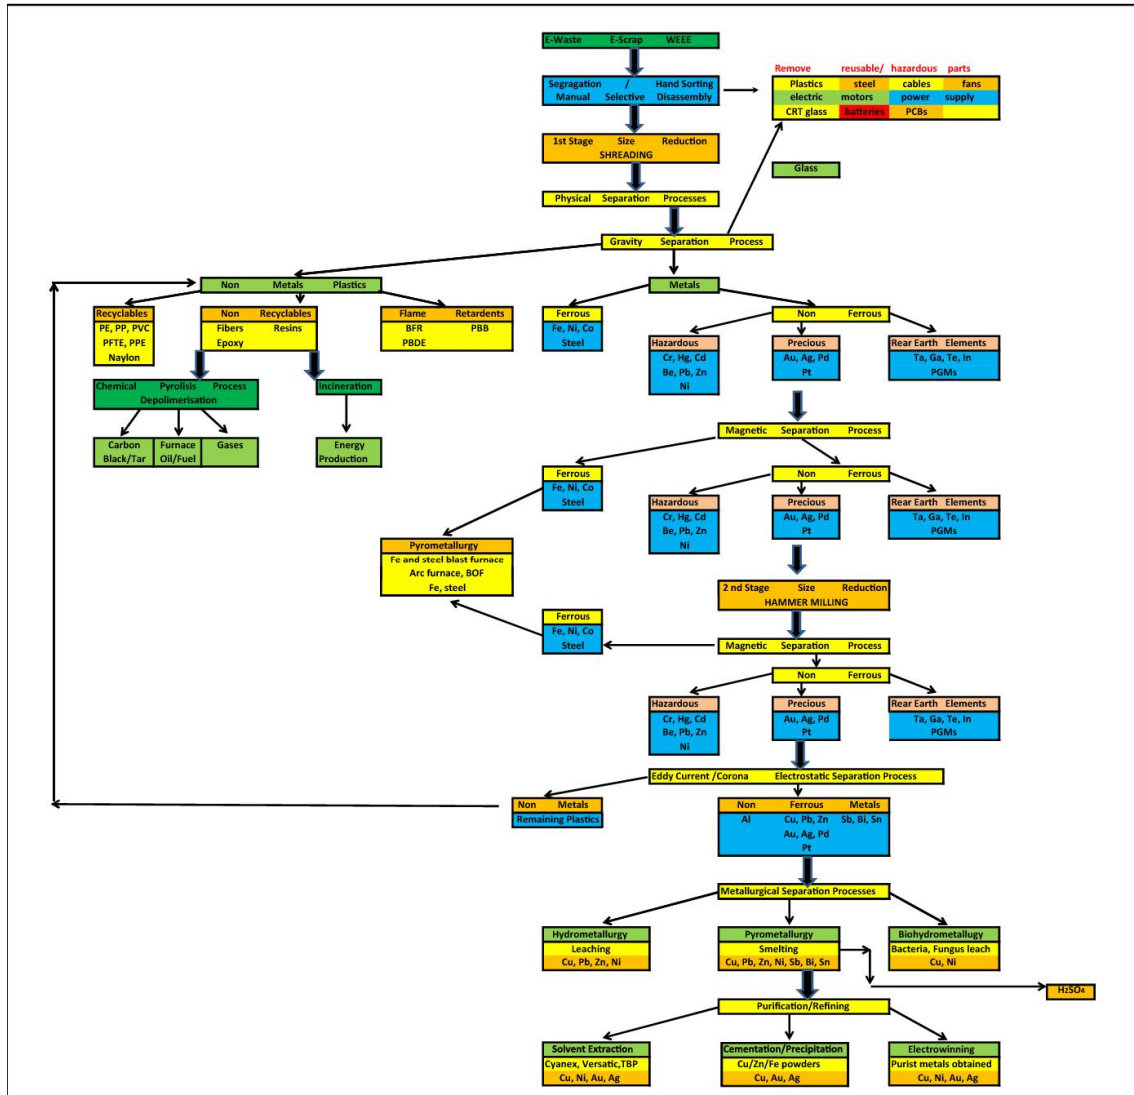 E-Waste E-Scrap WEEE
Remove reusable/ hazardous parts
Segragation / Hand Sorting
Manual Selective Disassembly
Plastics steel cables fans
electric motors power supply
CRT glass batteries PCBs
1st Stage Size Reduction
SHREADING
Glass
Physical Separation Processes
Gravity Separation Process
Non Metals Plastics
Metals
Recyclables
PE, PP, PVC
PFTE, PPE
Naylon
Non Recyclables
Fibers Resins
Epoxy
Flame Retardents
BFR PBB
PBDE
Ferrous
Fe, Ni, Co
Steel
Non Ferrous
Hazardous
Cr, Hg, Cd
Be, Pb, Zn
Ni
Precious
Au, Ag, Pd
Pt
Rear Earth Elements
Ta, Ga, Te, In
PGMs
Chemical Pyrolisis Process
Depolimerisation
Incineration
Carbon
Black/Tar
Furnace
Oil/Fuel
Gases
Energy
Production
Magnetic Separation Process
Ferrous
Fe, Ni, Co
Steel
Non Ferrous
Hazardous
Cr, Hg, Cd
Be, Pb, Zn
Ni
Precious
Au, Ag, Pd
Pt
Rear Earth Elements
Ta, Ga, Te, In
PGMs
Pyrometallurgy
Fe and steel blast furnace
Arc furnace, BOF
Fe, steel
2 nd Stage Size Reduction
HAMMER MILLING
Ferrous
Fe, Ni, Co
Steel
Magnetic Separation Process
Non Ferrous
Hazardous
Cr, Hg, Cd
Be, Pb, Zn
Ni
Precious
Au, Ag, Pd
Pt
Rear Earth Elements
Ta, Ga, Te, In
PGMs
Eddy Current /Corona Electrostatic Separation Process
Non Metals
Remaining Plastics
Non Ferrous Metals
Al Cu, Pb, Zn Sb, Bi, Sn
Au, Ag, Pd
Pt
Metallurgical Separation Processes
Hydrometallurgy
Leaching
Cu, Pb, Zn, Ni
Pyrometallurgy
Smelting
Cu, Pb, Zn, Ni, Sb, Bi, Sn
Biohydrometallugy
Bacteria, Fungus leach
Cu, Ni
H2SO4
Purification/Refining
Solvent Extraction
Cyanex, Versatic,TBP
Cu, Ni, Au, Ag
Cementation/Precipitation
Cu/Zn/Fe powders
Cu, Au, Ag
Electrowinning
Purist metals obtained
Cu, Ni, Au, Ag